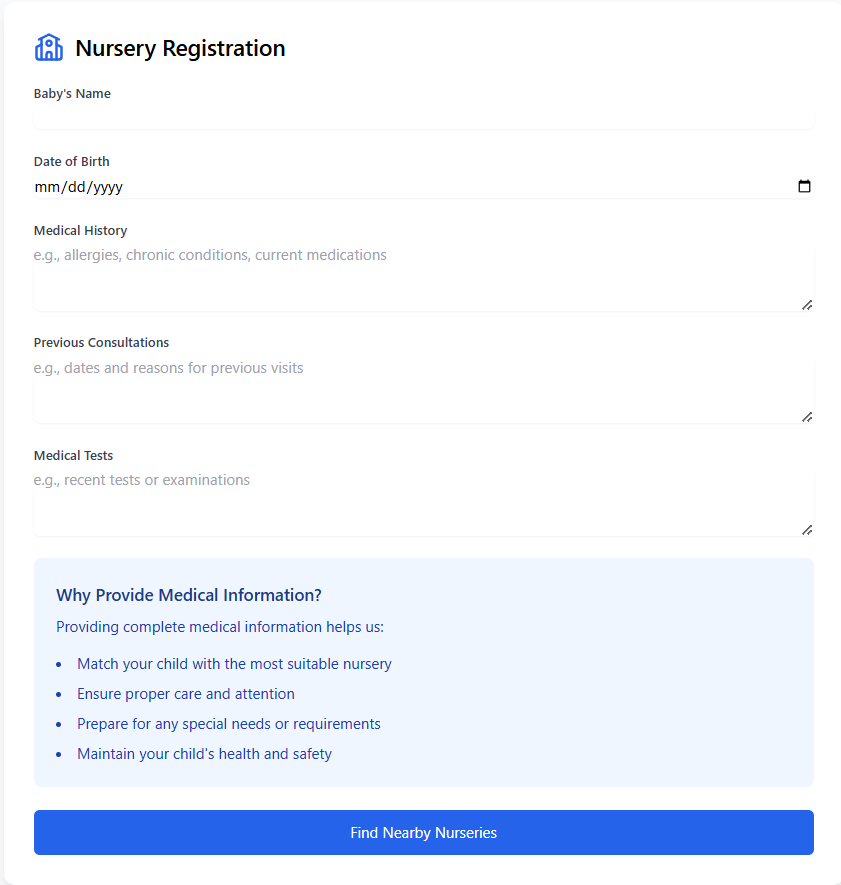 Nursery Registration
Baby's Name
Date of Birth
mm/dd/yyyy
Medical History
e.g., allergies, chronic conditions, current medications
Previous Consultations
e.g., dates and reasons for previous visits
Medical Tests
e.g., recent tests or examinations
Why Provide Medical Information?
Providing complete medical information helps us:
• Match your child with the most suitable nursery
• Ensure proper care and attention
• Prepare for any special needs or requirements
• Maintain your child's health and safety
Find Nearby Nurseries